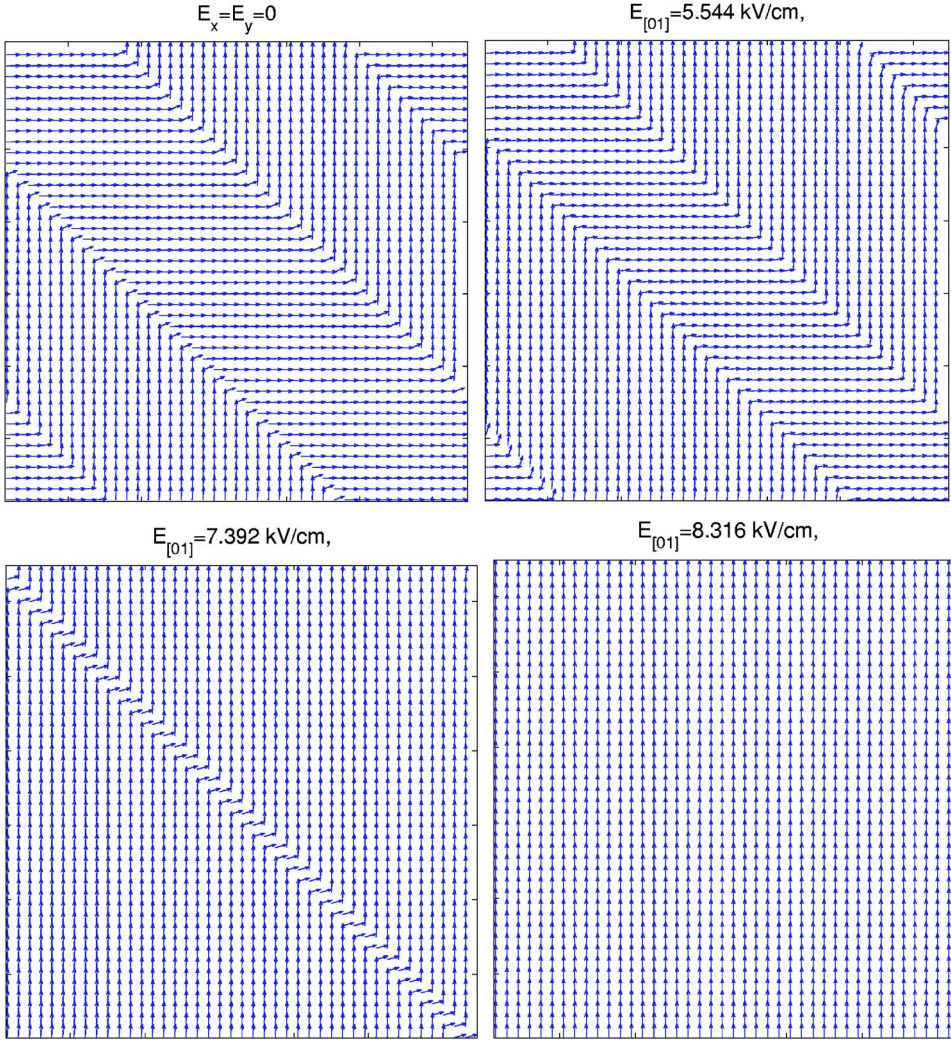 E_x=E_y=0
E_[01]=5.544 kV/cm,
E_[01]=7.392 kV/cm,
E_[01]=8.316 kV/cm,